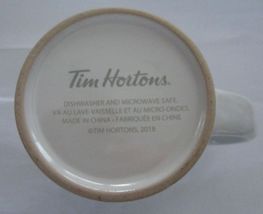 Tim Hortons.
DISHWASHER AND MICROWAVE SAFE.
VA AU LAVE-VAISSELLE ET AU MICRO-ONDES.
MADE IN CHINA - FABRIQUÉE EN CHINE
©TIM HORTONS, 2018